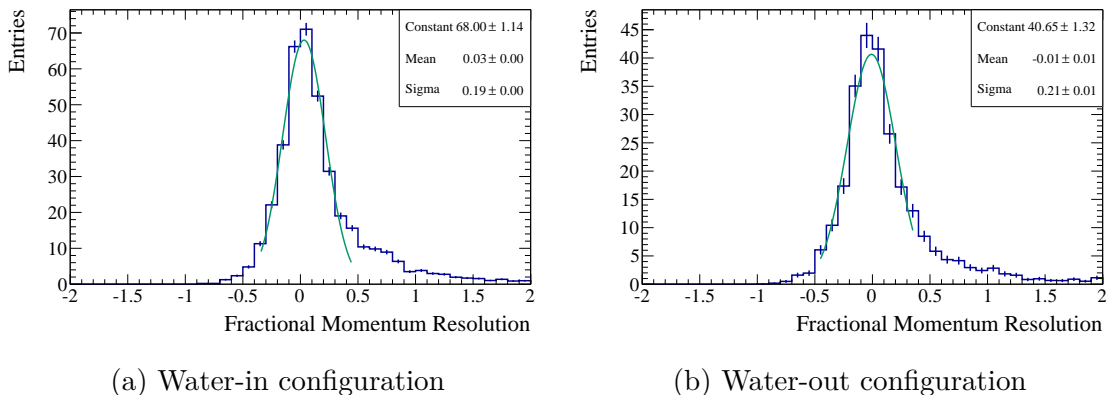 Entries
70
60
50
40
30
20
10
0
-2 -1.5 -1 -0.5 0 0.5 1 1.5 2
Fractional Momentum Resolution
Constant 68.00 ± 1.14
Mean 0.03 ± 0.00
Sigma 0.19 ± 0.00
(a) Water-in configuration
Entries
45
40
35
30
25
20
15
10
5
0
-2 -1.5 -1 -0.5 0 0.5 1 1.5 2
Fractional Momentum Resolution
Constant 40.65 ± 1.32
Mean -0.01 ± 0.01
Sigma 0.21 ± 0.01
(b) Water-out configuration